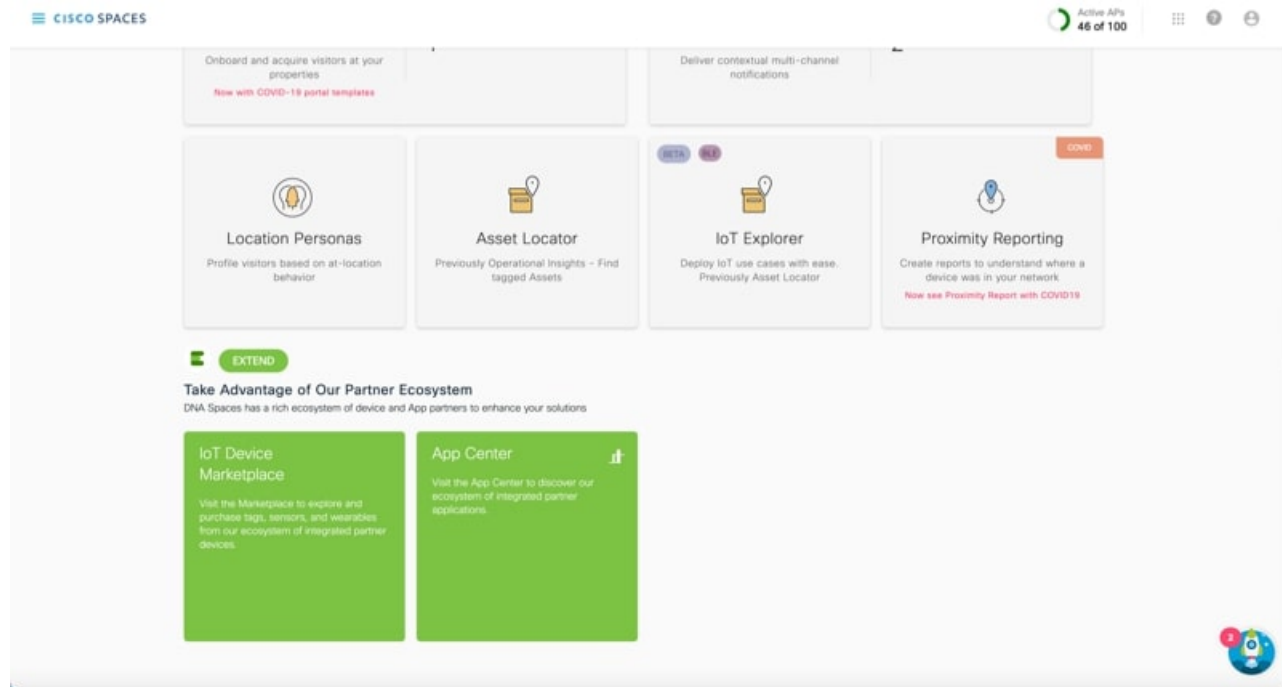 CISCO SPACES
Active APs
46 of 100
Onboard and acquire visitors at your
properties
Now with COVID-19 portal templates
Deliver contextual multi-channel
notifications
Location Personas
Profile visitors based on at-location
behavior
Asset Locator
Previously Operational Insights - Find
tagged Assets
BETA BLE
IoT Explorer
Deploy IoT use cases with ease.
Previously Asset Locator
COVID
Proximity Reporting
Create reports to understand where a
device was in your network
Now see Proximity Report with COVID19
EXTEND
Take Advantage of Our Partner Ecosystem
DNA Spaces has a rich ecosystem of device and App partners to enhance your solutions
IoT Device
Marketplace
Visit the Marketplace to explore and
purchase tags, sensors, and wearables
from our ecosystem of integrated partner
devices.
App Center
Visit the App Center to discover our
ecosystem of integrated partner
applications.
2